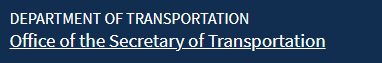 DEPARTMENT OF TRANSPORTATION
Office of the Secretary of Transportation